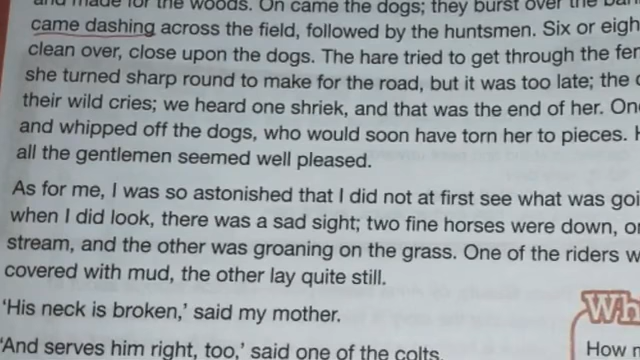 and made for the woods. On came the dogs; they burst over the
came dashing across the field, followed by the huntsmen. Six or
clean over, close upon the dogs. The hare tried to get through the
she turned sharp round to make for the road, but it was too late; the
their wild cries; we heard one shriek, and that was the end of her.
and whipped off the dogs, who would soon have torn her to pieces.
all the gentlemen seemed well pleased.
As for me, I was so astonished that I did not at first see what was
when I did look, there was a sad sight; two fine horses were down,
stream, and the other was groaning on the grass. One of the riders
covered with mud, the other lay quite still.
‘His neck is broken,’ said my mother.
Wh
‘And serves him right, too,’ said one of the colts.
How